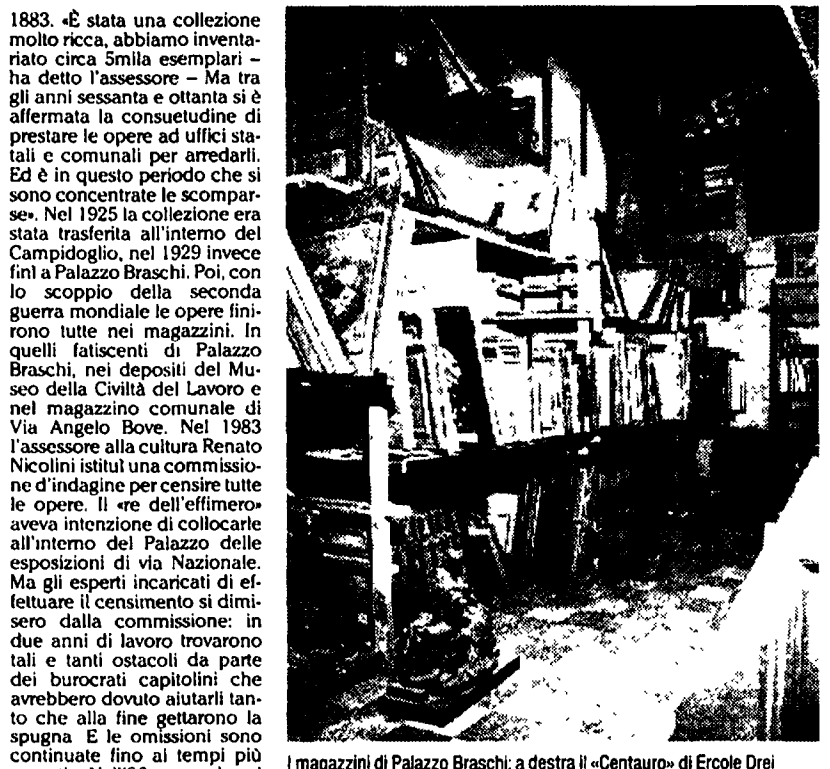 1883. «È stata una collezione
molto ricca, abbiamo inventa-
riato circa 5mila esemplari –
ha detto l'assessore – Ma tra
gli anni sessanta e ottanta si è
affermata la consuetudine di
prestare le opere ad uffici sta-
tali e comunali per arredarli.
Ed è in questo periodo che si
sono concentrate le scompar-
se». Nel 1925 la collezione era
stata trasferita all'interno del
Campidoglio, nel 1929 invece
finì a Palazzo Braschi. Poi, con
lo scoppio della seconda
guerra mondiale le opere fini-
rono tutte nei magazzini. In
quelli fatiscenti di Palazzo
Braschi, nei depositi del Mu-
seo della Civiltà del Lavoro e
nel magazzino comunale di
Via Angelo Bove. Nel 1983
l'assessore alla cultura Renato
Nicolini istituì una commissio-
ne d'indagine per censire tutte
le opere. Il «re dell'effimero»
aveva intenzione di collocarle
all'interno del Palazzo delle
esposizioni di via Nazionale.
Ma gli esperti incaricati di ef-
fettuare il censimento si dimi-
sero dalla commissione: in
due anni di lavoro trovarono
tali e tanti ostacoli da parte
dei burocrati capitolini che
avrebbero dovuto aiutarli tan-
to che alla fine gettarono la
spugna E le omissioni sono
continuate fino ai tempi più
I magazzini di Palazzo Braschi; a destra il «Centauro» di Ercole Drei